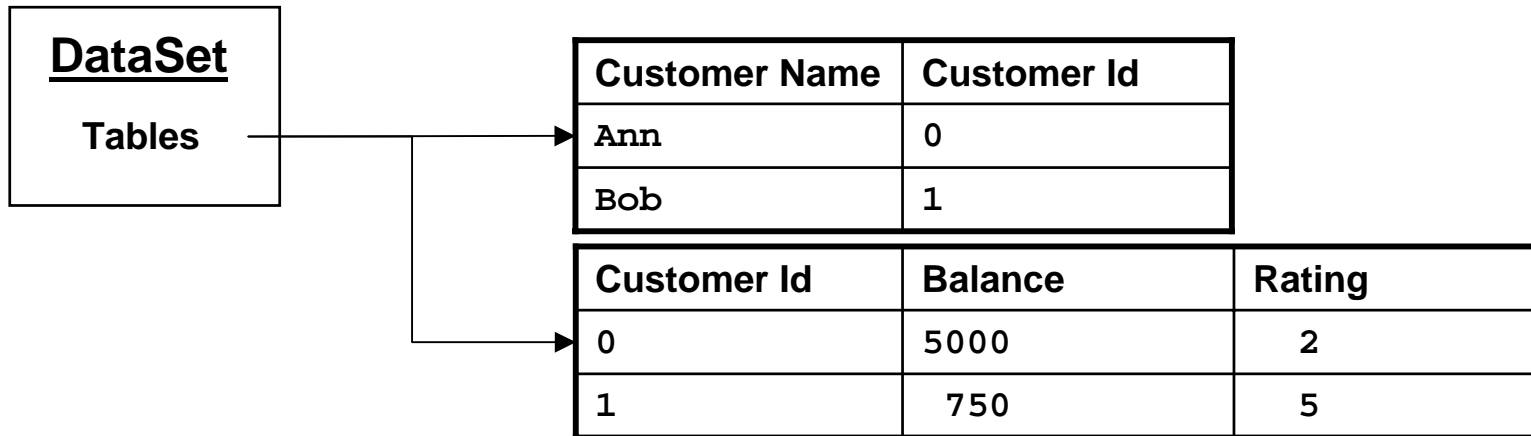 DataSet
Tables
Customer Name Customer Id
Ann 0
Bob 1
Customer Id Balance Rating
0 5000 2
1 750 5